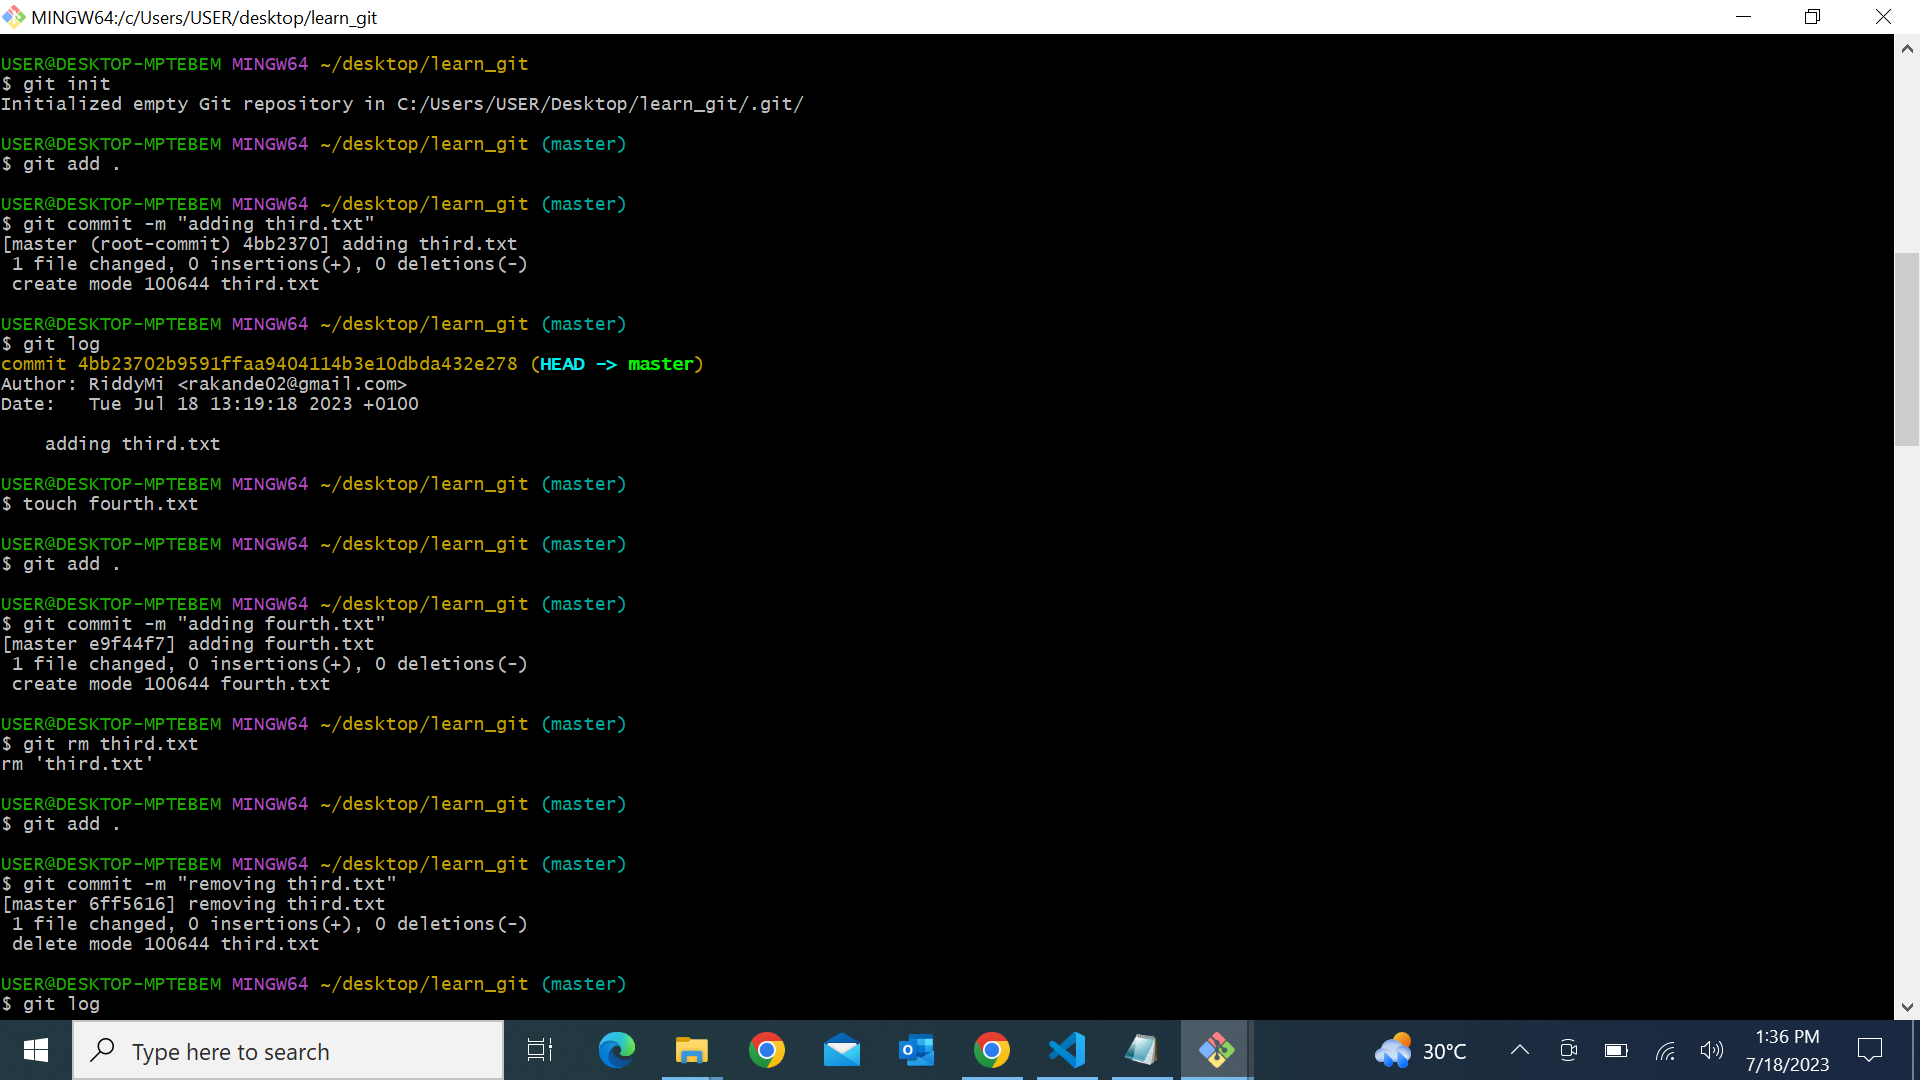 MINGW64:/c/Users/USER/desktop/learn_git
USER@DESKTOP-MPTEBEM MINGW64 ~/desktop/learn_git
$ git init
Initialized empty Git repository in C:/Users/USER/Desktop/learn_git/.git/
USER@DESKTOP-MPTEBEM MINGW64 ~/desktop/learn_git (master)
$ git add .
USER@DESKTOP-MPTEBEM MINGW64 ~/desktop/learn_git (master)
$ git commit -m "adding third.txt"
[master (root-commit) 4bb2370] adding third.txt
 1 file changed, 0 insertions(+), 0 deletions(-)
 create mode 100644 third.txt
USER@DESKTOP-MPTEBEM MINGW64 ~/desktop/learn_git (master)
$ git log
commit 4bb23702b9591ffaa9404114b3e10dbda432e278 (HEAD -> master)
Author: RiddyMi <rakande02@gmail.com>
Date:   Tue Jul 18 13:19:18 2023 +0100
    adding third.txt
USER@DESKTOP-MPTEBEM MINGW64 ~/desktop/learn_git (master)
$ touch fourth.txt
USER@DESKTOP-MPTEBEM MINGW64 ~/desktop/learn_git (master)
$ git add .
USER@DESKTOP-MPTEBEM MINGW64 ~/desktop/learn_git (master)
$ git commit -m "adding fourth.txt"
[master e9f44f7] adding fourth.txt
 1 file changed, 0 insertions(+), 0 deletions(-)
 create mode 100644 fourth.txt
USER@DESKTOP-MPTEBEM MINGW64 ~/desktop/learn_git (master)
$ git rm third.txt
rm 'third.txt'
USER@DESKTOP-MPTEBEM MINGW64 ~/desktop/learn_git (master)
$ git add .
USER@DESKTOP-MPTEBEM MINGW64 ~/desktop/learn_git (master)
$ git commit -m "removing third.txt"
[master 6ff5616] removing third.txt
 1 file changed, 0 insertions(+), 0 deletions(-)
 delete mode 100644 third.txt
USER@DESKTOP-MPTEBEM MINGW64 ~/desktop/learn_git (master)
$ git log
Type here to search
30°C
1:36 PM
7/18/2023